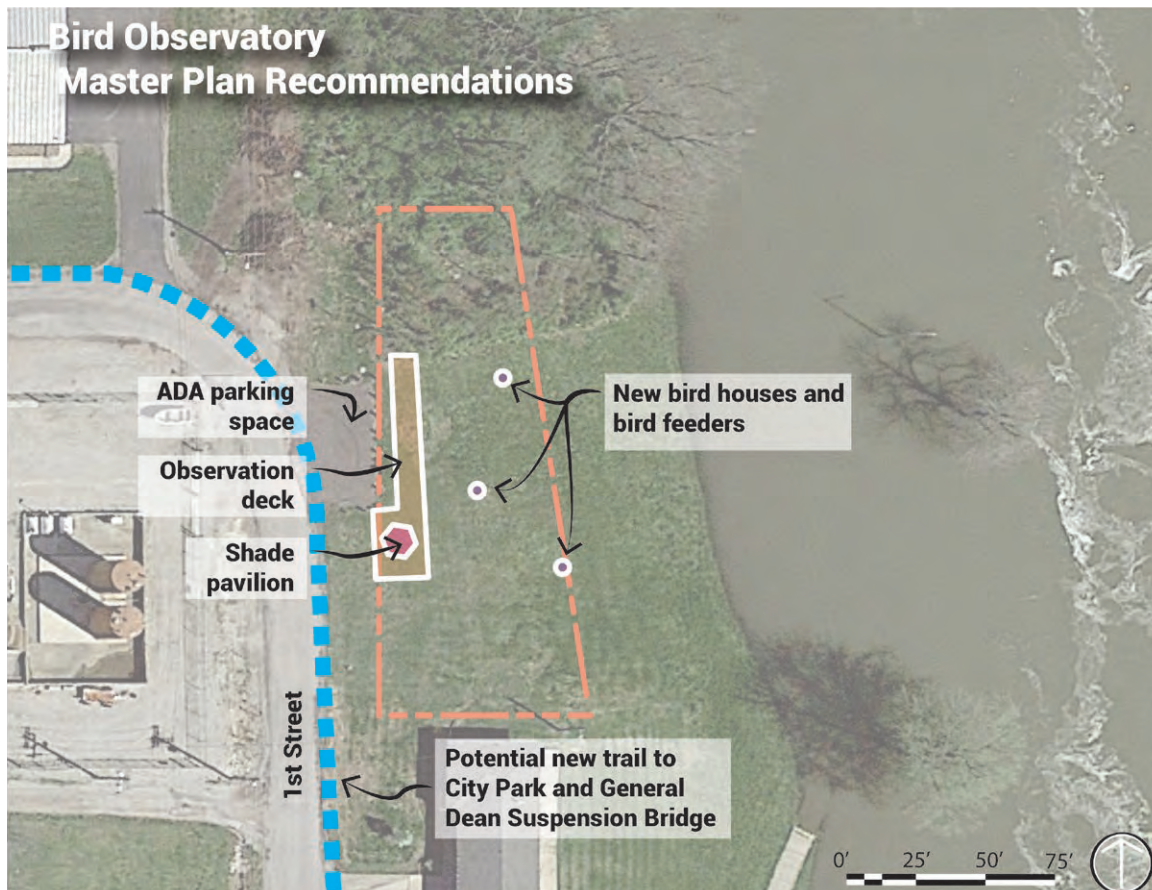 Bird Observatory
Master Plan Recommendations
ADA parking
space
Observation
deck
Shade
pavilion
New bird houses and
bird feeders
1st Street
Potential new trail to
City Park and General
Dean Suspension Bridge
0' 25' 50' 75'